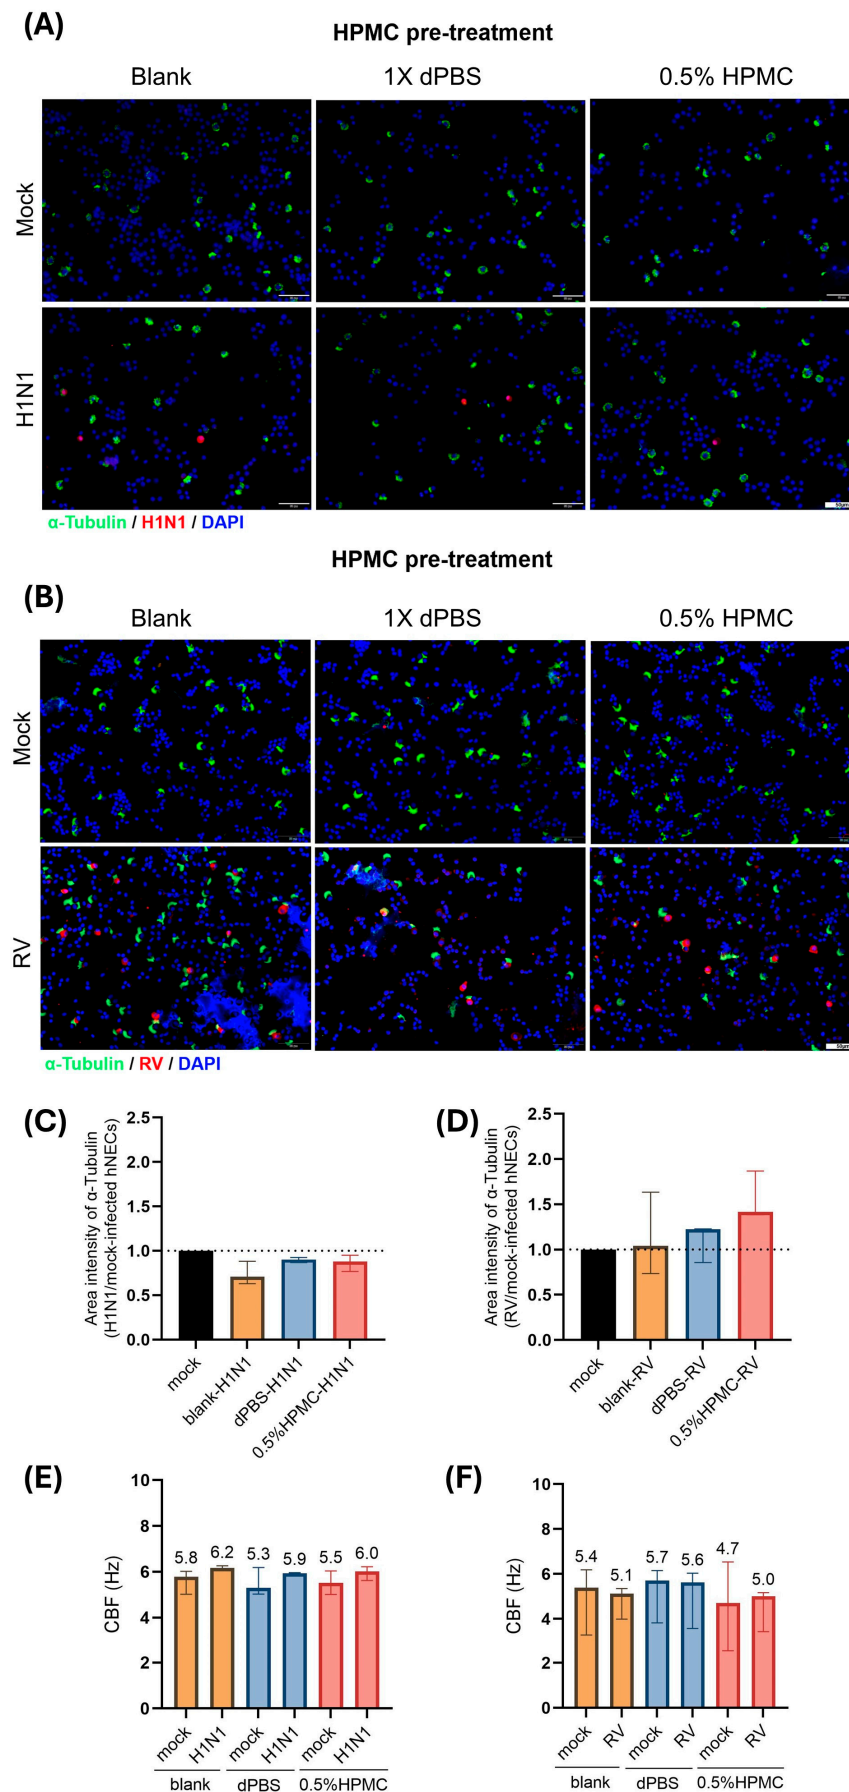 (A)
HPMC pre-treatment
Blank 1X dPBS 0.5% HPMC
Mock
H1N1
50μm
α-Tubulin / H1N1 / DAPI
HPMC pre-treatment
(B)
Blank 1X dPBS 0.5% HPMC
Mock
RV
50μm
α-Tubulin / RV / DAPI
(C)
Area intensity of α-Tubulin
(H1N1/mock-infected hNECs)
2.5
2.0
1.5
1.0
0.5
0.0
mock
blank-H1N1
dPBS-H1N1
0.5%HPMC-H1N1
(D)
Area intensity of α-Tubulin
(RV/mock-infected hNECs)
2.5
2.0
1.5
1.0
0.5
0.0
mock
blank-RV
dPBS-RV
0.5%HPMC-RV
(E)
CBF (Hz)
10
8
6
4
2
0
5.8 6.2 5.3 5.9 5.5 6.0
mock H1N1 mock H1N1 mock H1N1
blank dPBS 0.5%HPMC
(F)
CBF (Hz)
10
8
6
4
2
0
5.4 5.1 5.7 5.6 4.7 5.0
mock RV mock RV mock RV
blank dPBS 0.5%HPMC